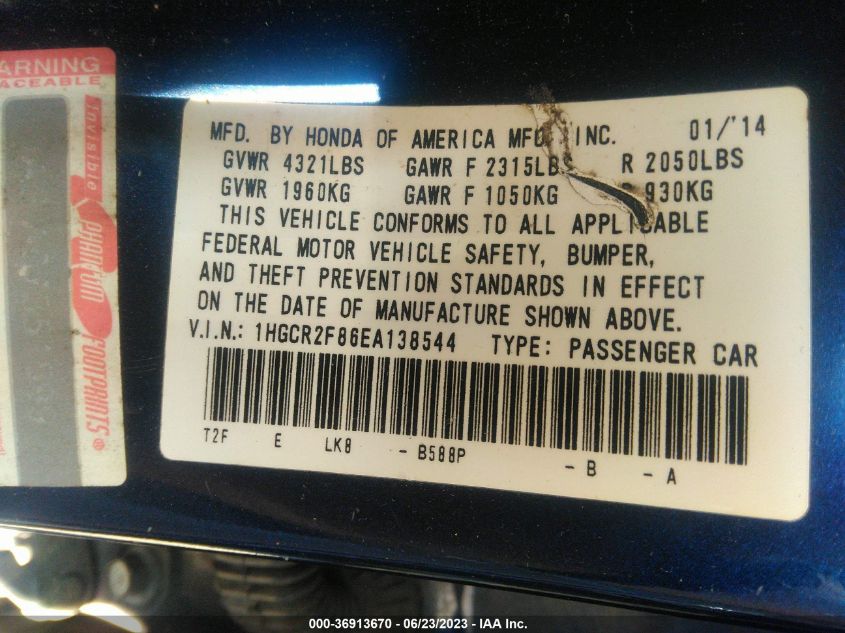 ARNING
ACEABLE
Invisible
PHANTOM
FOOTPRINTS®
MFD. BY HONDA OF AMERICA MFG., INC. 01/'14
GVWR 4321LBS GAWR F 2315LBS R 2050LBS
GVWR 1960KG GAWR F 1050KG 930KG
THIS VEHICLE CONFORMS TO ALL APPLICABLE
FEDERAL MOTOR VEHICLE SAFETY, BUMPER,
AND THEFT PREVENTION STANDARDS IN EFFECT
ON THE DATE OF MANUFACTURE SHOWN ABOVE.
V.I.N.: 1HGCR2F86EA138544 TYPE: PASSENGER CAR
T2F E LK8 - B588P - B - A
000-36913670 - 06/23/2023 - IAA Inc.